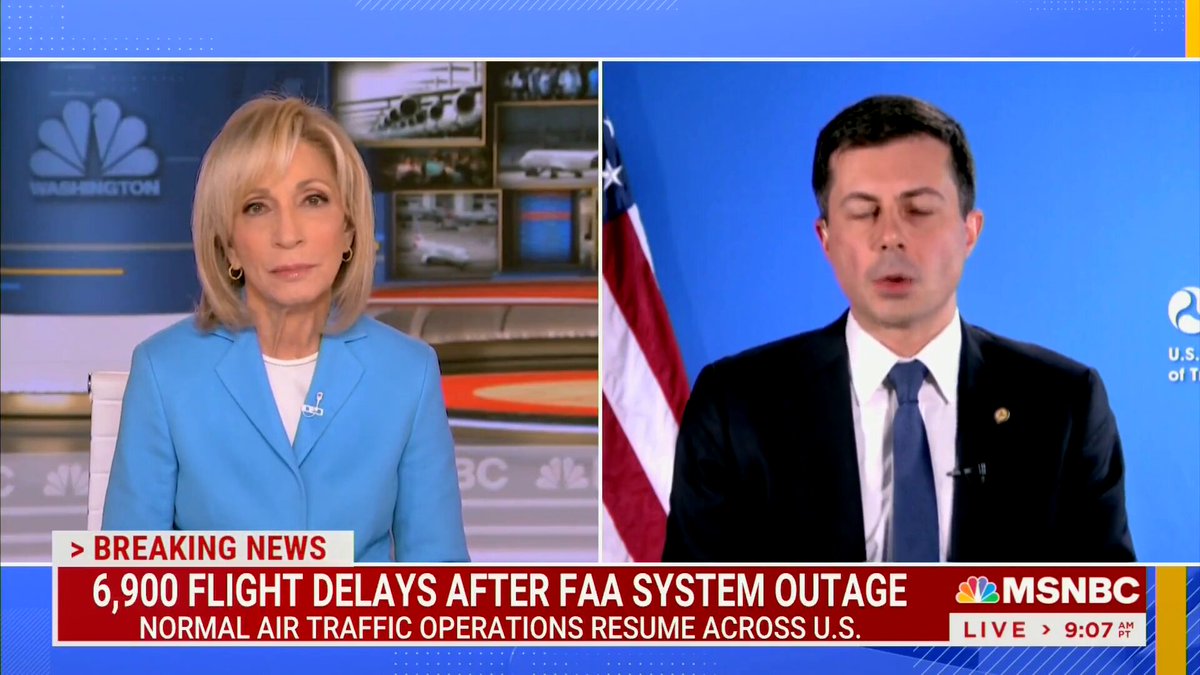 WASHINGTON
U.S.
of Tr
> BREAKING NEWS
6,900 FLIGHT DELAYS AFTER FAA SYSTEM OUTAGE
NORMAL AIR TRAFFIC OPERATIONS RESUME ACROSS U.S.
MSNBC
LIVE > 9:07 AM PT